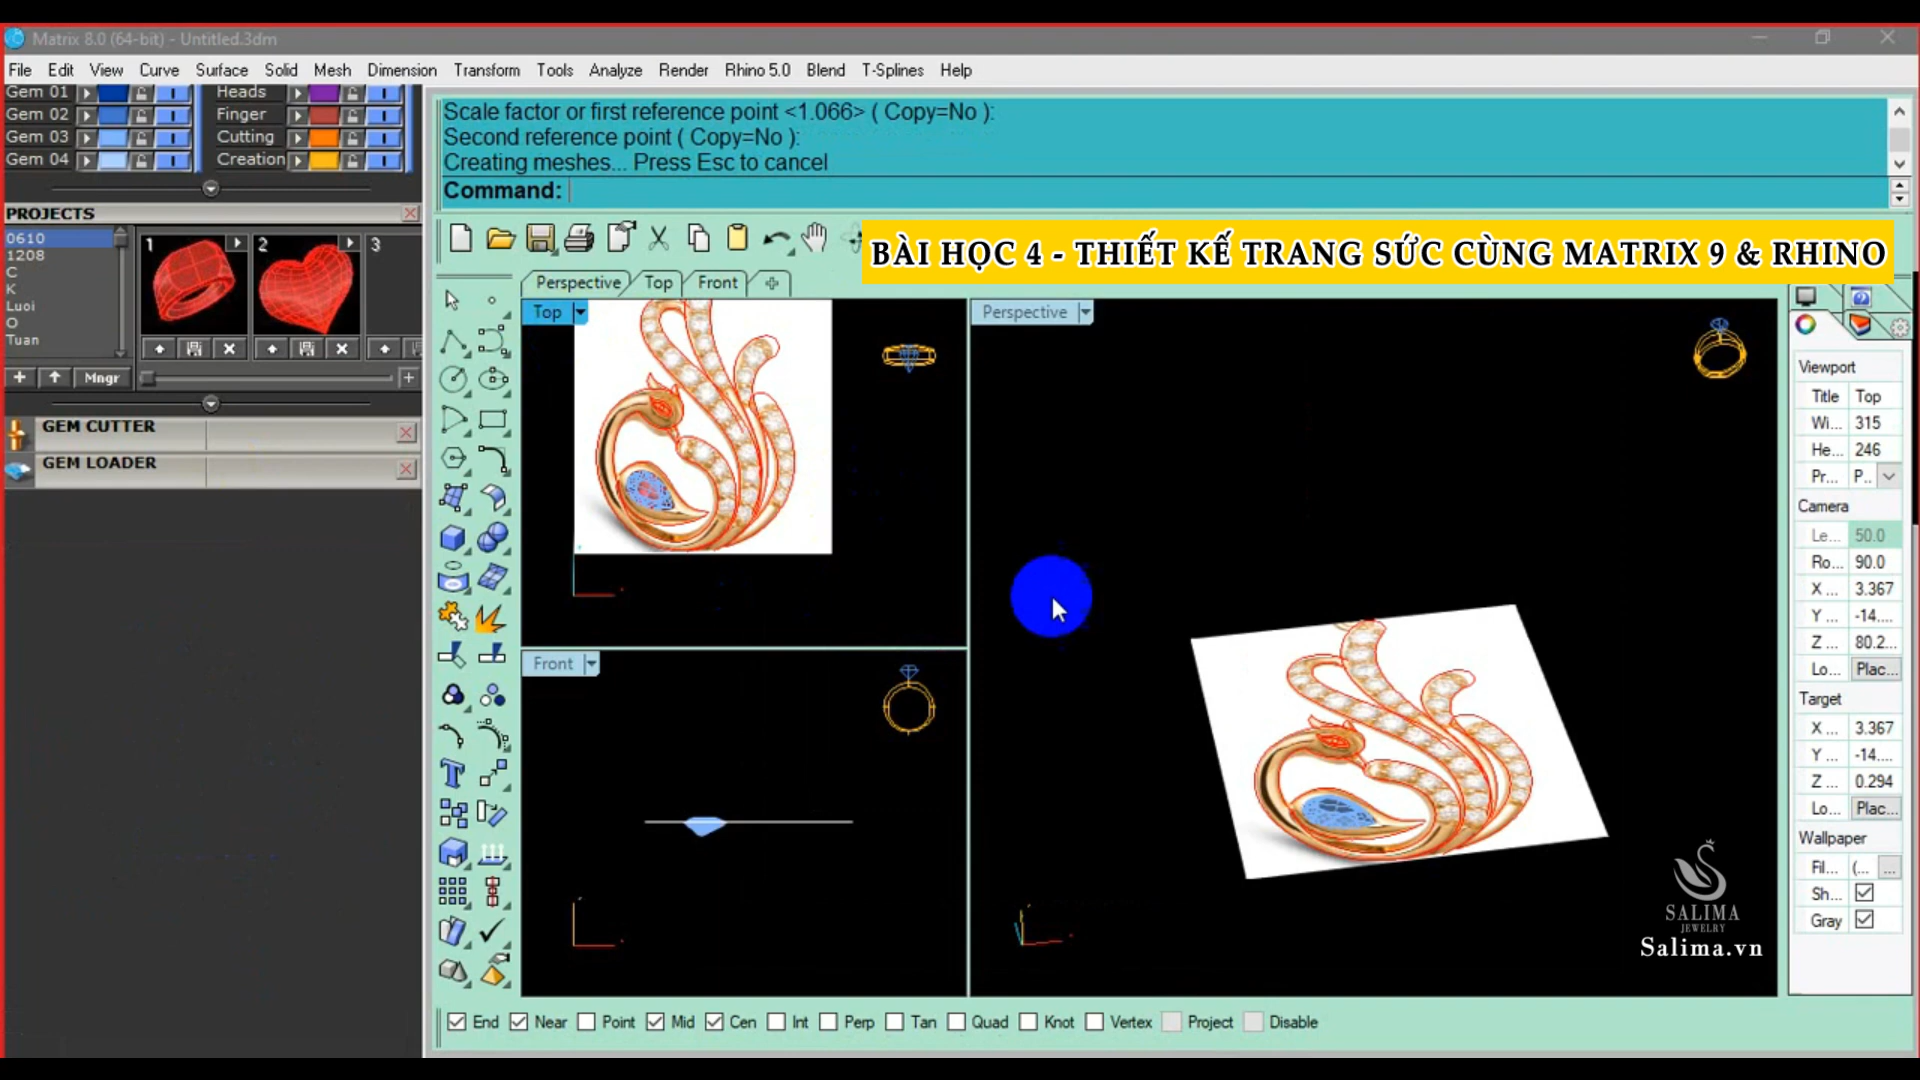 Matrix 8.0 (64-bit) - Untitled.3dm
File Edit View Curve Surface Solid Mesh Dimension Transform Tools Analyze Render Rhino 5.0 Blend T-Splines Help
Gem 01 Heads
Gem 02 Finger
Gem 03 Cutting
Gem 04 Creation
Scale factor or first reference point <1.066> ( Copy=No ):
Second reference point ( Copy=No ):
Creating meshes... Press Esc to cancel
Command:
PROJECTS
0610
1208
C
K
Luoi
O
Tuan
1 2 3
Mngr
GEM CUTTER
GEM LOADER
BÀI HỌC 4 - THIẾT KẾ TRANG SỨC CÙNG MATRIX 9 & RHINO
Perspective Top Front
Top
Perspective
Front
Viewport
Title Top
Wi... 315
He... 246
Pr... P..
Camera
Le... 50.0
Ro... 90.0
X ... 3.367
Y ... -14....
Z ... 80.2...
Lo... Plac...
Target
X ... 3.367
Y ... -14....
Z ... 0.294
Lo... Plac...
Wallpaper
Fil... (... ...
Sh...
Gray
SALIMA
JEWELRY
Salima.vn
End Near Point Mid Cen Int Perp Tan Quad Knot Vertex Project Disable